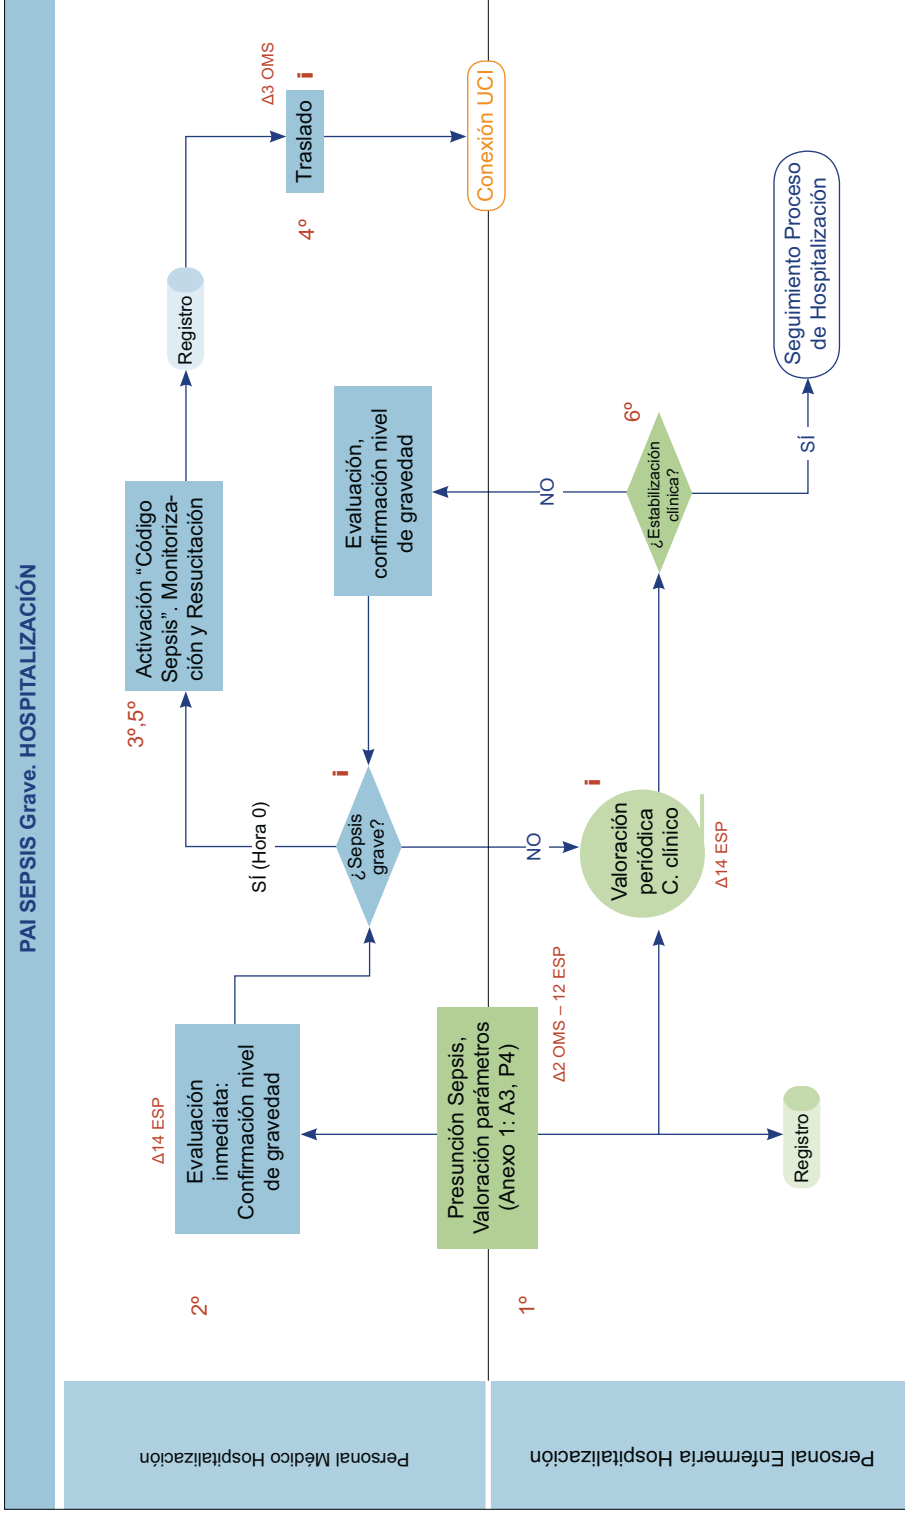 PAI SEPSIS Grave. HOSPITALIZACIÓN
Personal Médico Hospitalización
2º
Δ14 ESP
Evaluación
inmediata:
Confirmación nivel
de gravedad
SÍ (Hora 0)
3º,5º
Activación “Código
Sepsis”. Monitoriza-
ción y Resucitación
Registro
Δ3 OMS
4º
Traslado
i
¿Sepsis
grave?
i
Evaluación,
confirmación nivel
de gravedad
Conexión UCI
Personal Enfermería Hospitalización
1º
Presunción Sepsis,
Valoración parámetros
(Anexo 1: A3, P4)
Δ2 OMS – 12 ESP
NO
NO
Valoración
periódica
C. clínico
i
Δ14 ESP
¿Estabilización
clínica?
6º
SÍ
Seguimiento Proceso
de Hospitalización
Registro